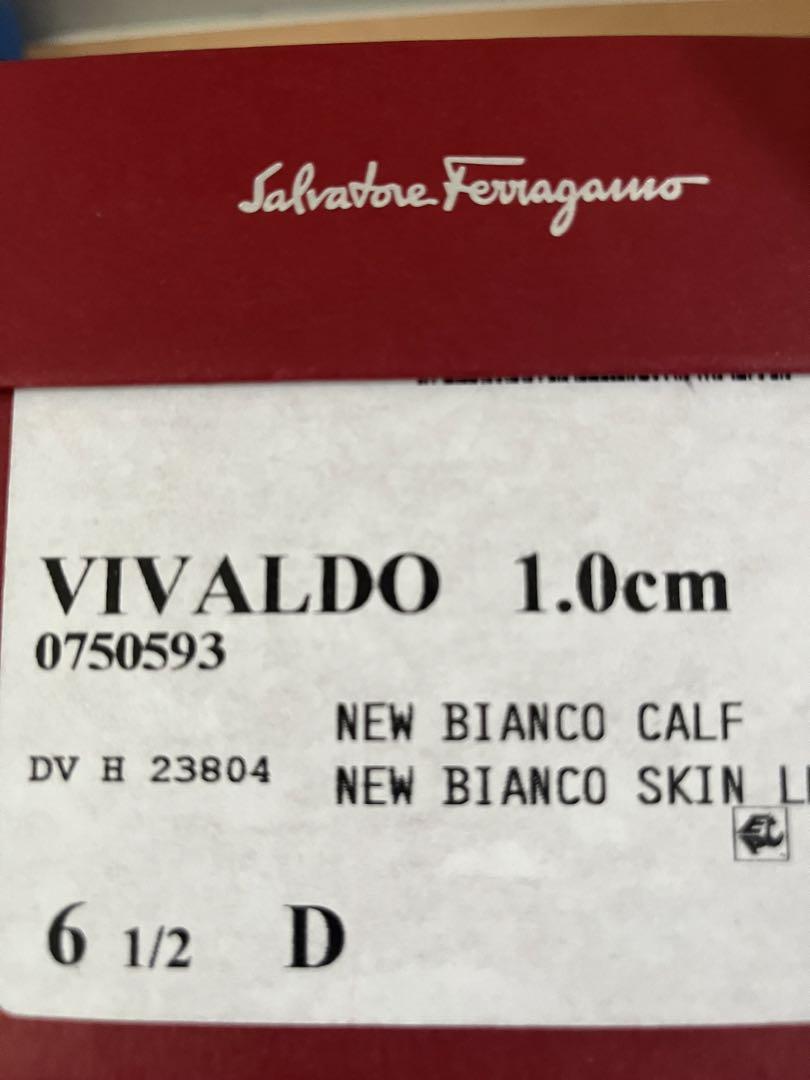 Salvatore Ferragamo
VIVALDO 1.0cm
0750593
NEW BIANCO CALF
DV H 23804
NEW BIANCO SKIN
6 1/2 D